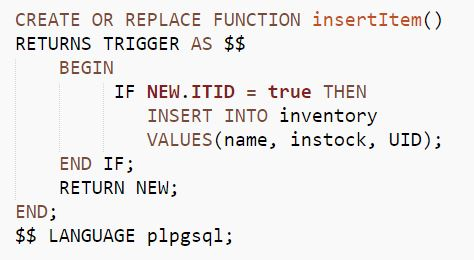 CREATE OR REPLACE FUNCTION insertItem()
RETURNS TRIGGER AS $$
BEGIN
IF NEW.ITID = true THEN
INSERT INTO inventory
VALUES(name, instock, UID);
END IF;
RETURN NEW;
END;
$$ LANGUAGE plpgsql;